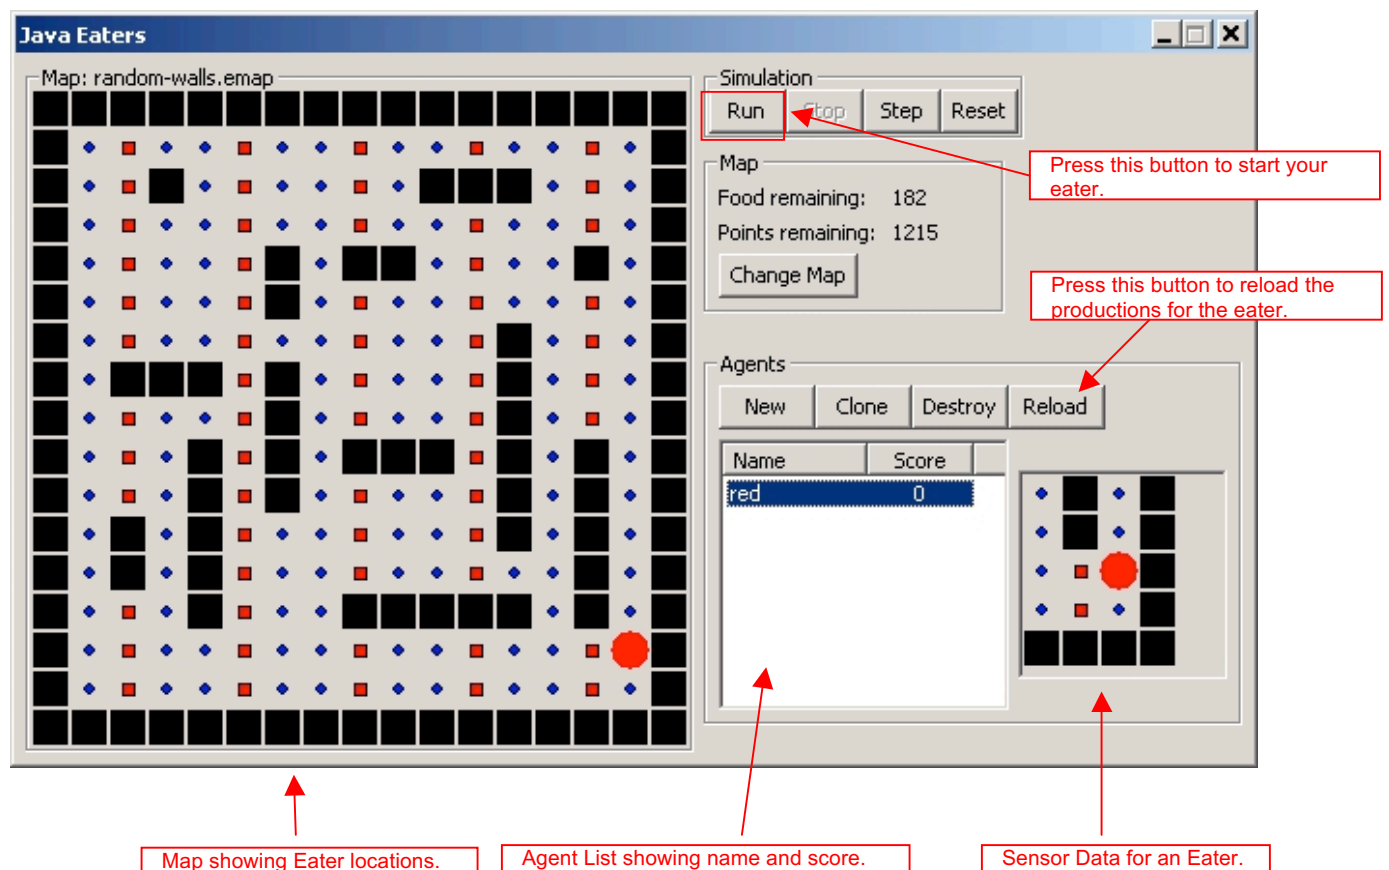 Java Eaters
Map: random-walls.emap
Simulation
Run Stop Step Reset
Press this button to start your
eater.
Map
Food remaining: 182
Points remaining: 1215
Change Map
Press this button to reload the
productions for the eater.
Agents
New Clone Destroy Reload
Name Score
red 0
Map showing Eater locations.
Agent List showing name and score.
Sensor Data for an Eater.